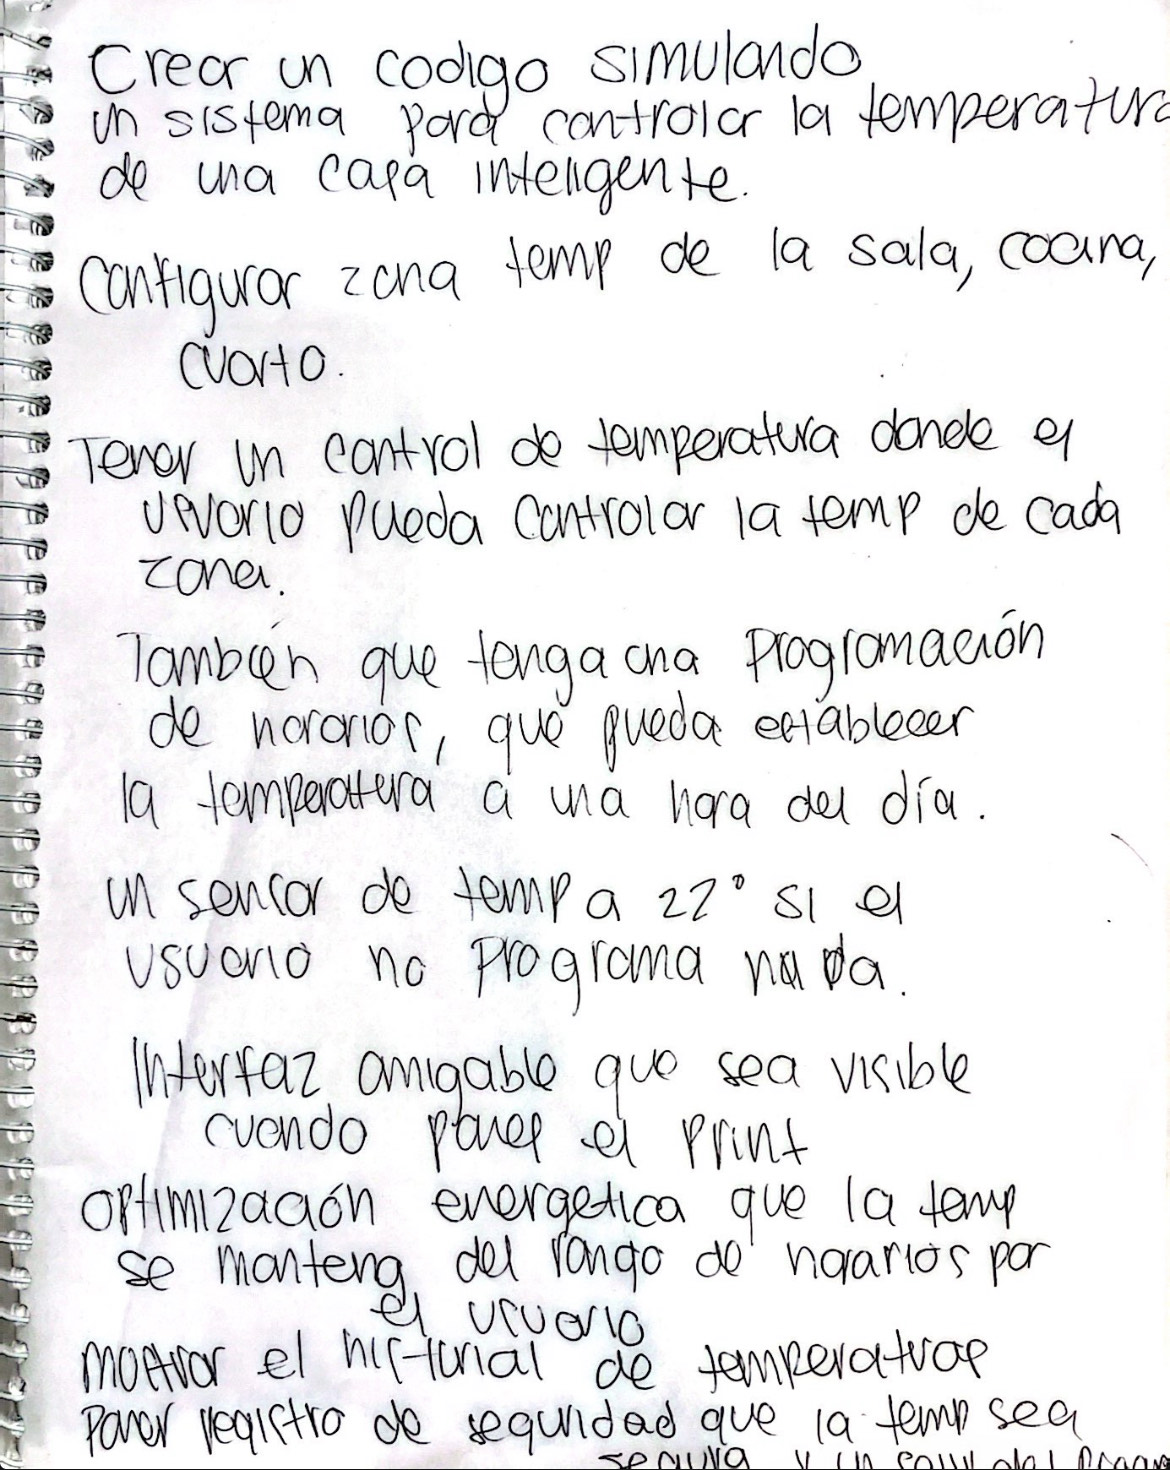 Crear un codigo simulando
un sistema para controlar la temperatura
de una casa inteligente.
Configurar zona temp de la sala, cocina,
cuarto.
Tener un control de temperatura donde el
usuario pueda controlar la temp de cada
zona.
También que tenga una programación
de horarios, que pueda establecer
la temperatura a una hora del día.
un sensor de temp a 22° si el
usuario no programa nada.
Interfaz amigable que sea visible
cuando pones el print
optimización energetica que la temp
se manteng del rango de horarios por
el usuario
mostrar el historial de temperaturas
poner registro de seguridad que la temp sea
segura y un